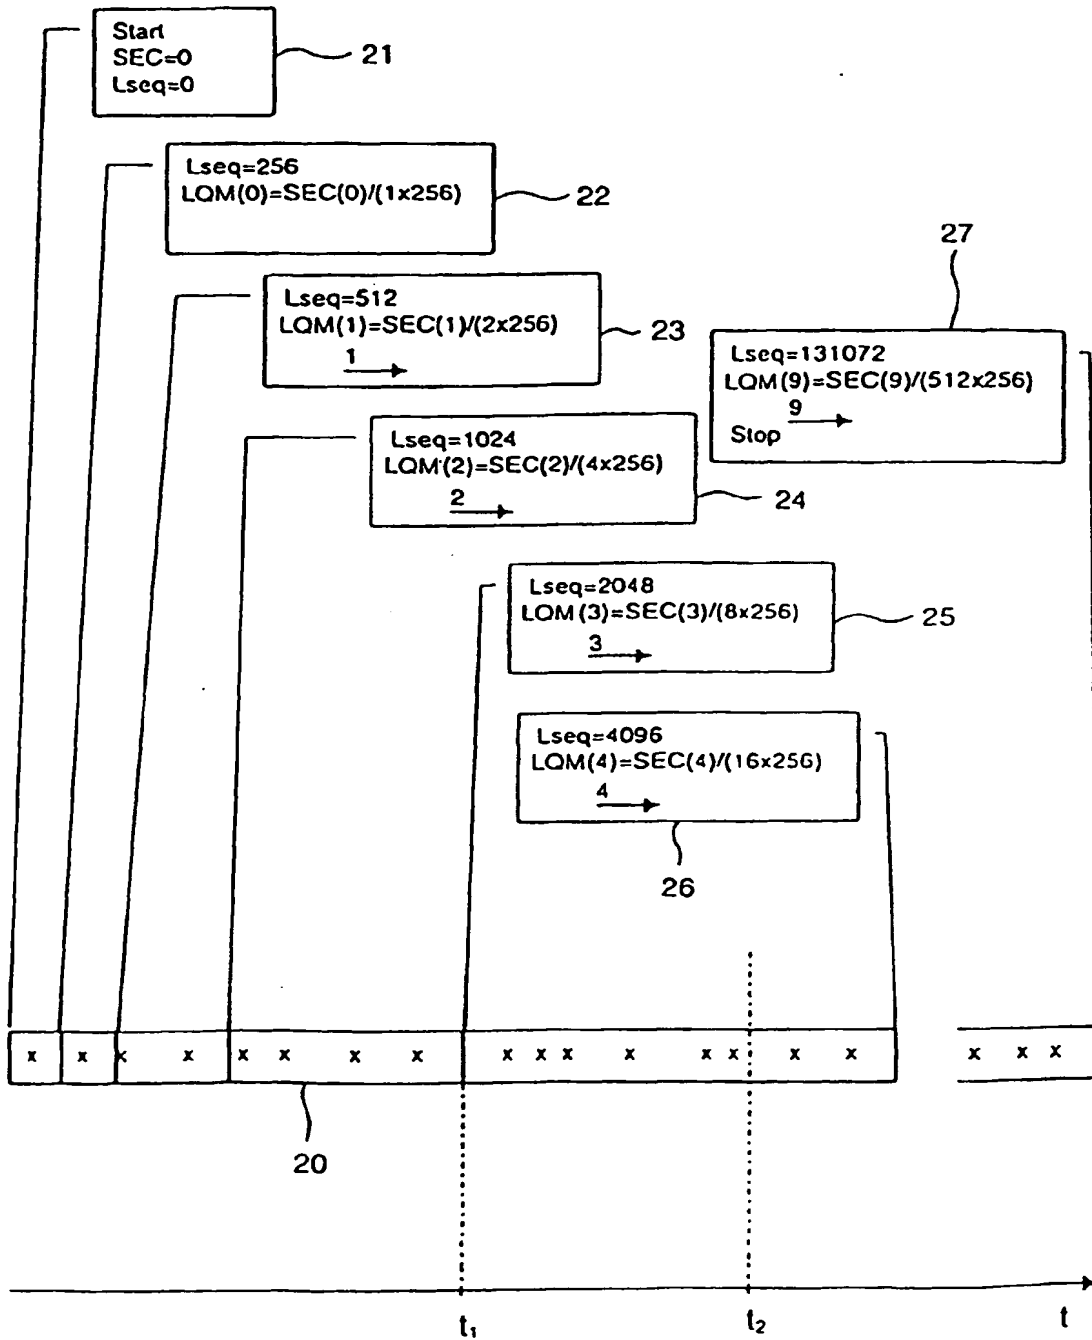 Start
SEC=0
Lseq=0
21
Lseq=256
LQM(0)=SEC(0)/(1x256)
22
27
Lseq=512
LQM(1)=SEC(1)/(2x256)
1
23
Lseq=131072
LQM(9)=SEC(9)/(512x256)
9
Stop
Lseq=1024
LQM(2)=SEC(2)/(4x256)
2
24
Lseq=2048
LQM(3)=SEC(3)/(8x256)
3
25
Lseq=4096
LQM(4)=SEC(4)/(16x256)
4
26
x x x x x x x x x x x x x x x x x x x
20
t1 t2 t